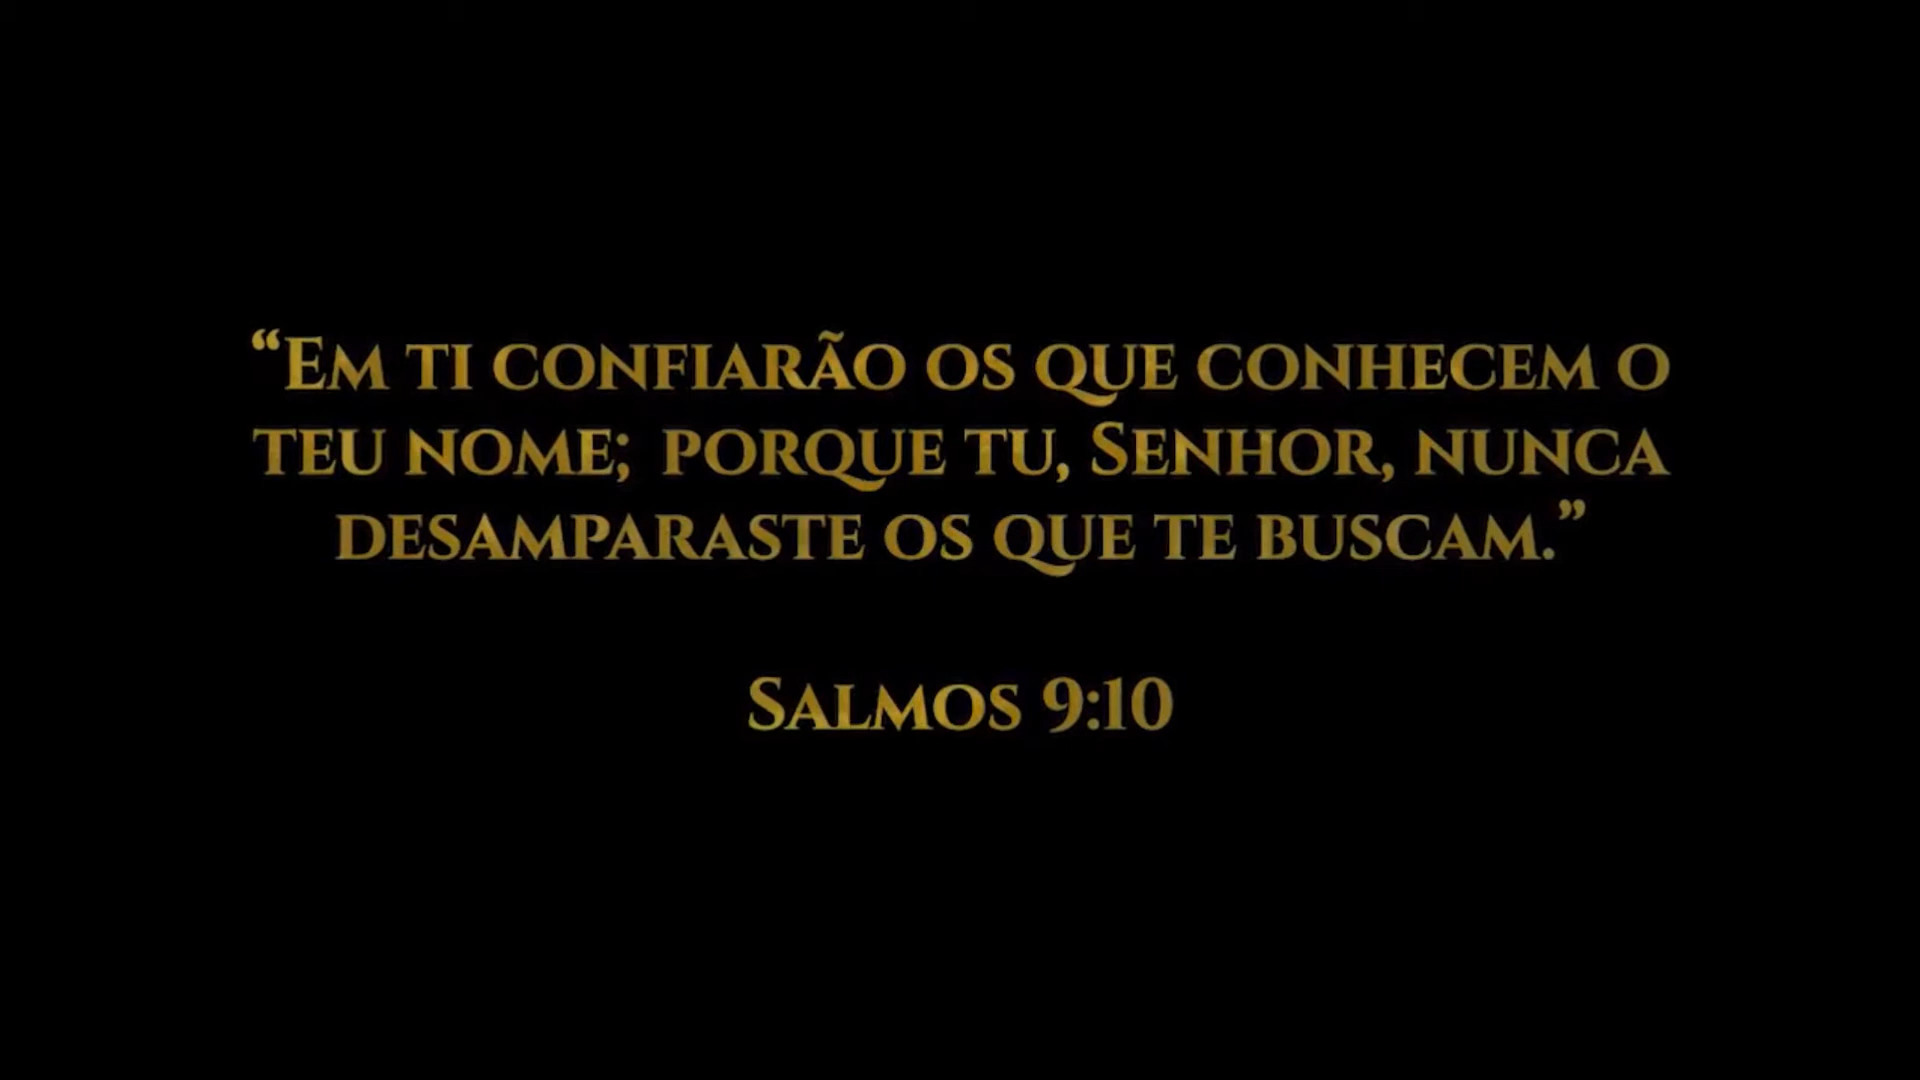 “Em ti confiarão os que conhecem o
teu nome; porque tu, Senhor, nunca
desamparaste os que te buscam.”
Salmos 9:10